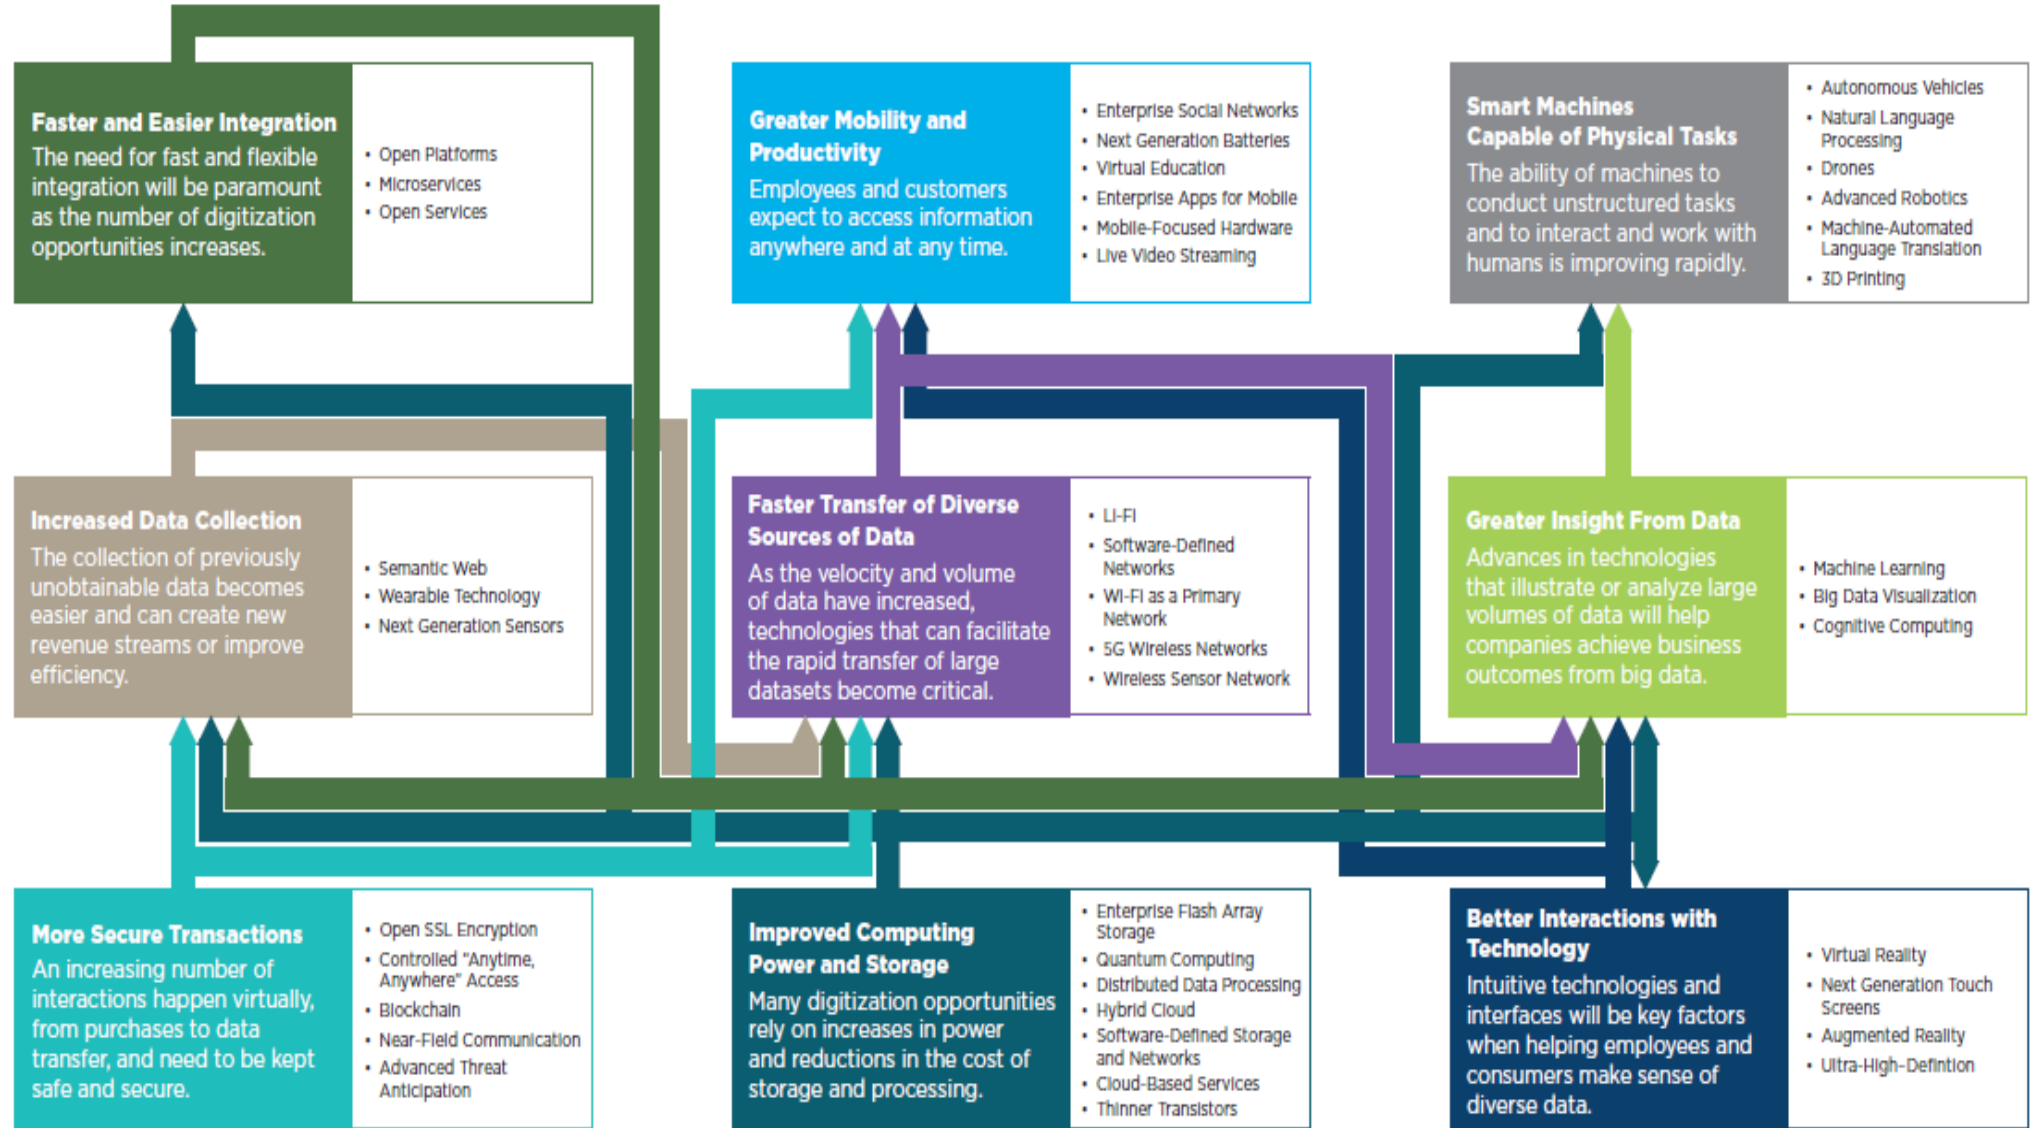 Faster and Easier Integration
The need for fast and flexible
integration will be paramount
as the number of digitization
opportunities increases.
• Open Platforms
• Microservices
• Open Services
Greater Mobility and
Productivity
Employees and customers
expect to access information
anywhere and at any time.
• Enterprise Social Networks
• Next Generation Batteries
• Virtual Education
• Enterprise Apps for Mobile
• Mobile-Focused Hardware
• Live Video Streaming
Smart Machines
Capable of Physical Tasks
The ability of machines to
conduct unstructured tasks
and to interact and work with
humans is improving rapidly.
• Autonomous Vehicles
• Natural Language
Processing
• Drones
• Advanced Robotics
• Machine-Automated
Language Translation
• 3D Printing
Increased Data Collection
The collection of previously
unobtainable data becomes
easier and can create new
revenue streams or improve
efficiency.
• Semantic Web
• Wearable Technology
• Next Generation Sensors
Faster Transfer of Diverse
Sources of Data
As the velocity and volume
of data have increased,
technologies that can facilitate
the rapid transfer of large
datasets become critical.
• Li-Fi
• Software-Defined
Networks
• Wi-Fi as a Primary
Network
• 5G Wireless Networks
• Wireless Sensor Network
Greater Insight From Data
Advances in technologies
that illustrate or analyze large
volumes of data will help
companies achieve business
outcomes from big data.
• Machine Learning
• Big Data Visualization
• Cognitive Computing
More Secure Transactions
An increasing number of
interactions happen virtually,
from purchases to data
transfer, and need to be kept
safe and secure.
• Open SSL Encryption
• Controlled "Anytime,
Anywhere" Access
• Blockchain
• Near-Field Communication
• Advanced Threat
Anticipation
Improved Computing
Power and Storage
Many digitization opportunities
rely on increases in power
and reductions in the cost of
storage and processing.
• Enterprise Flash Array
Storage
• Quantum Computing
• Distributed Data Processing
• Hybrid Cloud
• Software-Defined Storage
and Networks
• Cloud-Based Services
• Thinner Transistors
Better Interactions with
Technology
Intuitive technologies and
interfaces will be key factors
when helping employees and
consumers make sense of
diverse data.
• Virtual Reality
• Next Generation Touch
Screens
• Augmented Reality
• Ultra-High-Defintion